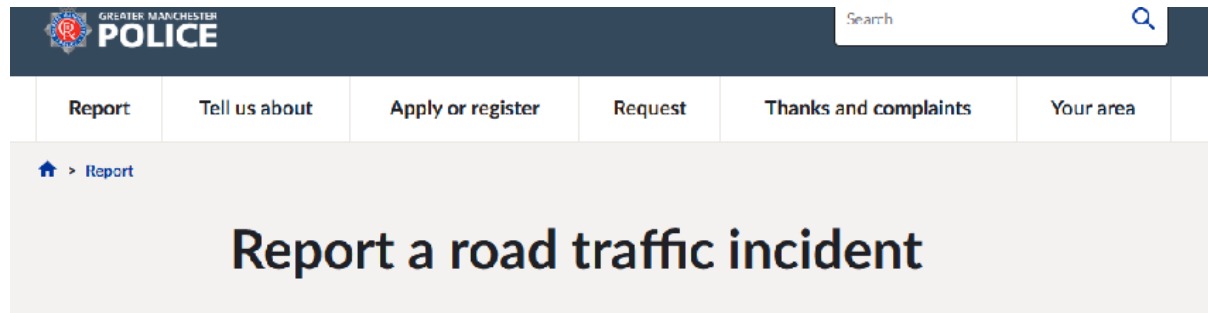 GREATER MANCHESTER
POLICE
Search
Report Tell us about Apply or register Request Thanks and complaints Your area
> Report
Report a road traffic incident